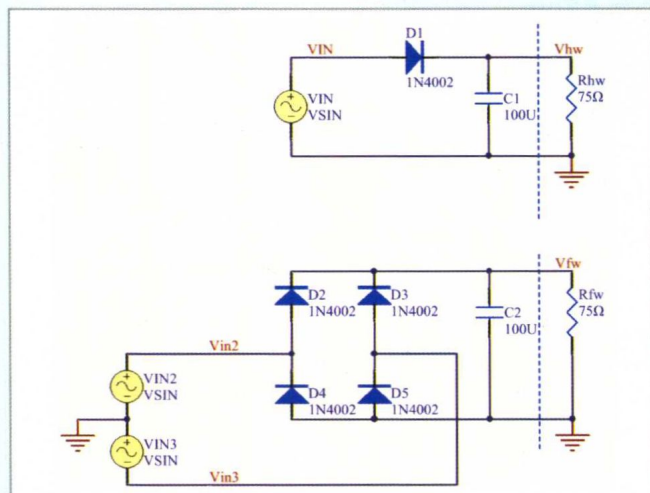 D1
VIN
Vhw
1N4002
Rhw
75Ω
VIN
VSIN
C1
100U
Vfw
D2
1N4002
D3
1N4002
Rfw
75Ω
C2
100U
Vin2
D4
1N4002
D5
1N4002
VIN2
VSIN
VIN3
VSIN
Vin3